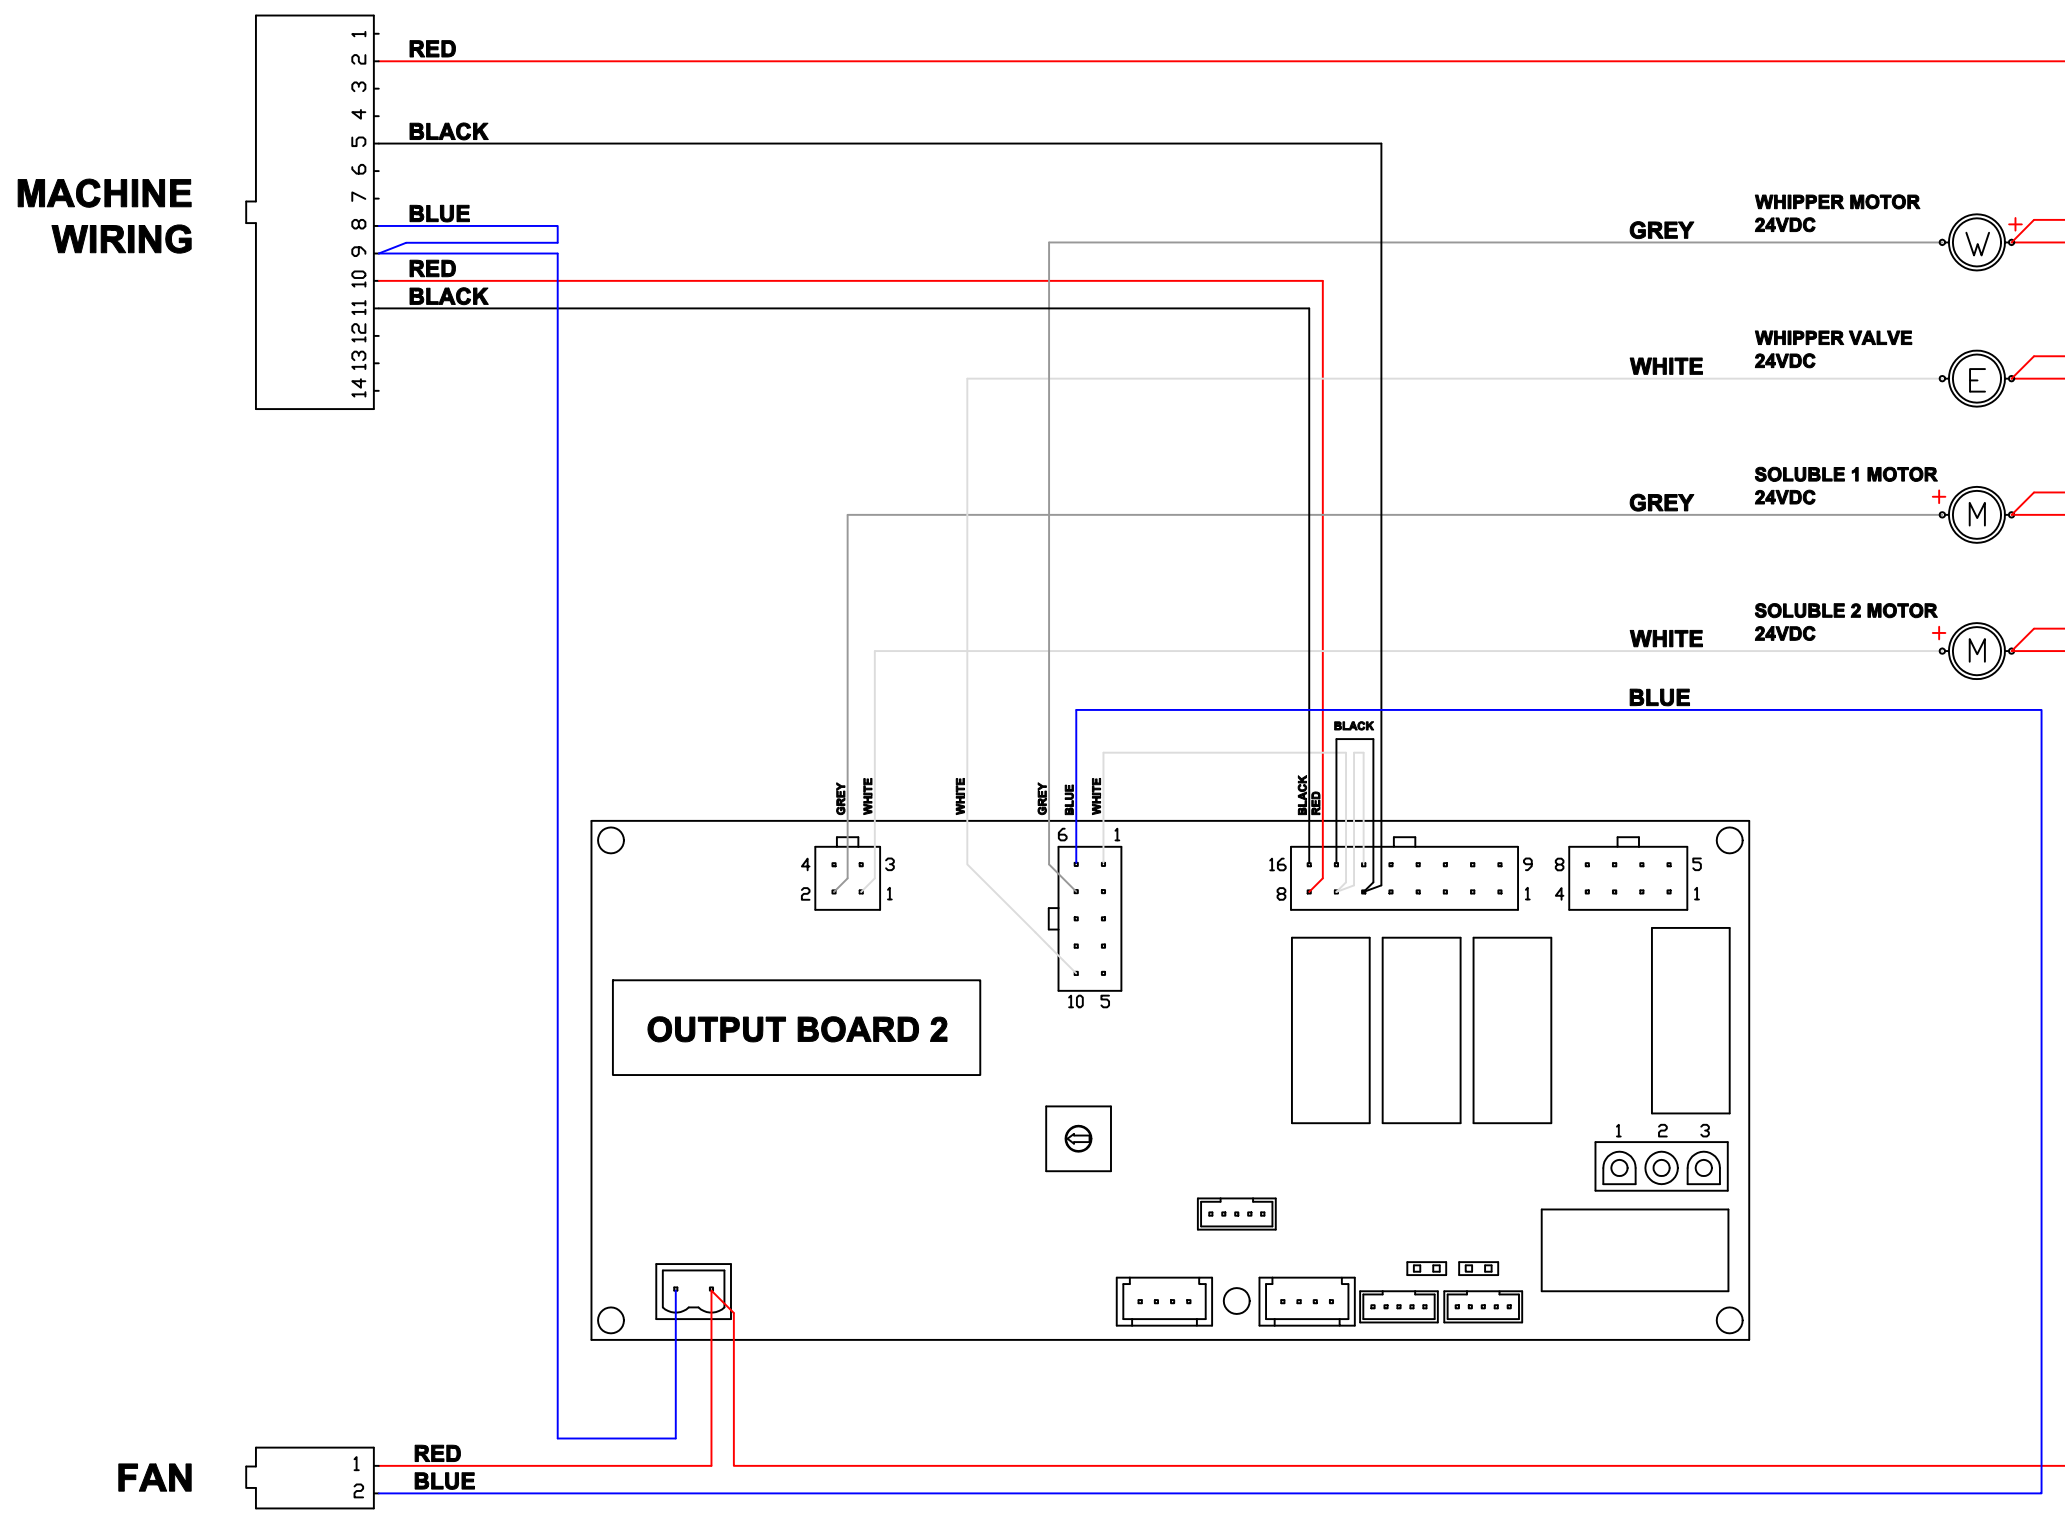 1
RED
2
3
4
BLACK
5
6
MACHINE
WIRING
7
BLUE
8
9
RED
10
BLACK
11
12
13
14
WHIPPER MOTOR
24VDC
GREY
+
W
WHIPPER VALVE
24VDC
WHITE
E
SOLUBLE 1 MOTOR
24VDC
GREY
+
M
SOLUBLE 2 MOTOR
24VDC
WHITE
+
M
BLUE
BLACK
GREY
WHITE
WHITE
GREY
BLUE
WHITE
BLACK
RED
4 3
2 1
6 1
10 5
16 9
8 1
8 5
4 1
OUTPUT BOARD 2
1 2 3
FAN
1
RED
2
BLUE